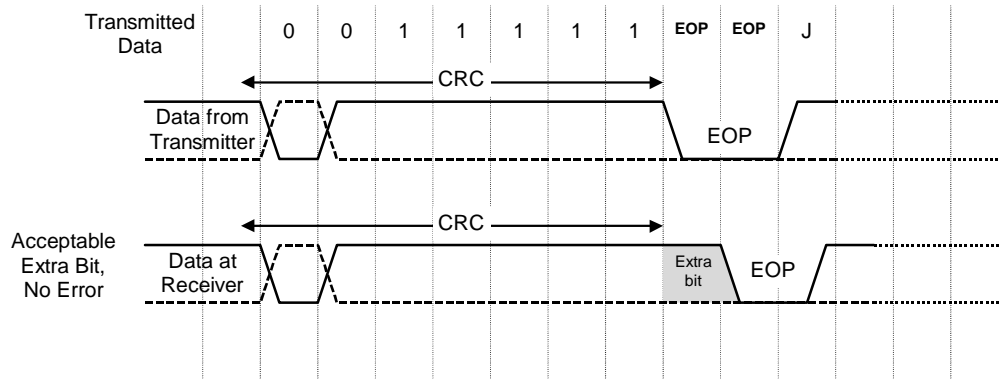 Transmitted
Data
0 0 1 1 1 1 1 EOP EOP J
CRC
Data from
Transmitter
EOP
CRC
Acceptable
Extra Bit,
No Error
Data at
Receiver
Extra
bit
EOP